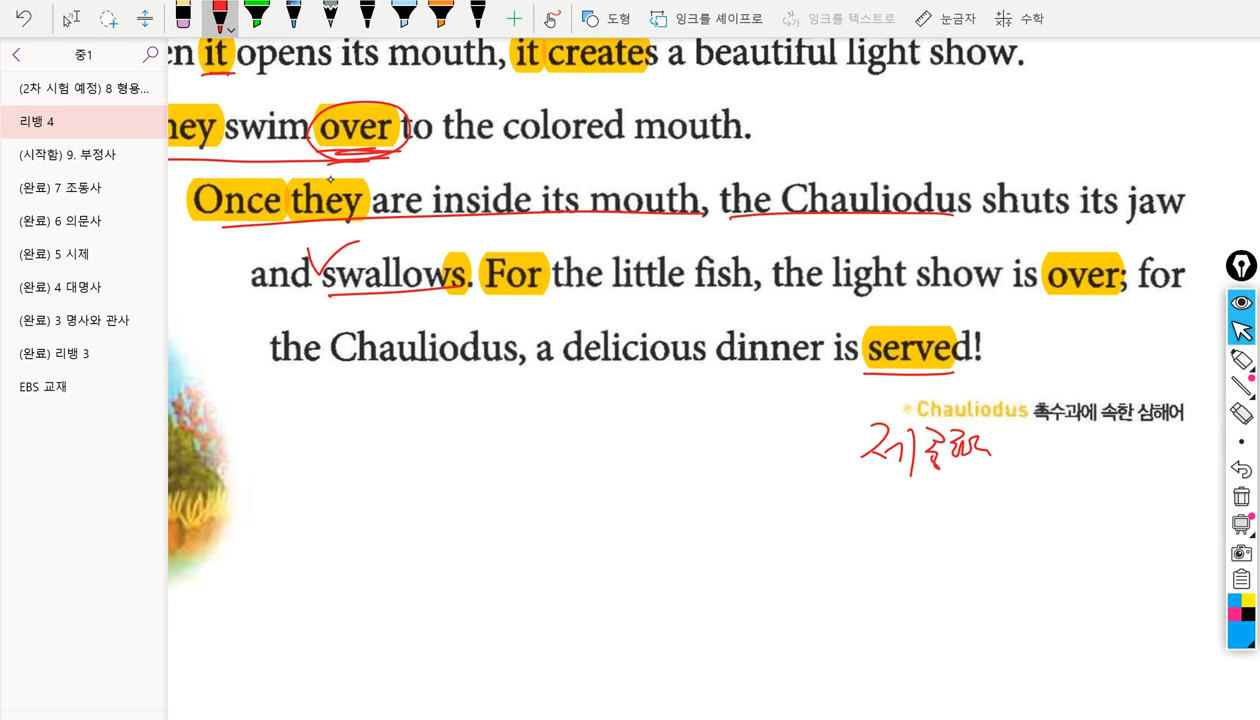 도형
잉크를 셰이프로
잉크를 텍스트로
눈금자
수학
중1
(2차 시험 예정) 8 형용...
리뱅 4
(시작함) 9. 부정사
(완료) 7 조동사
(완료) 6 의문사
(완료) 5 시제
(완료) 4 대명사
(완료) 3 명사와 관사
(완료) 리뱅 3
EBS 교재
en it opens its mouth, it creates a beautiful light show.
hey swim over to the colored mouth.
Once they are inside its mouth, the Chauliodus shuts its jaw
and swallows. For the little fish, the light show is over; for
the Chauliodus, a delicious dinner is served!
*Chauliodus 촉수과에 속한 심해어